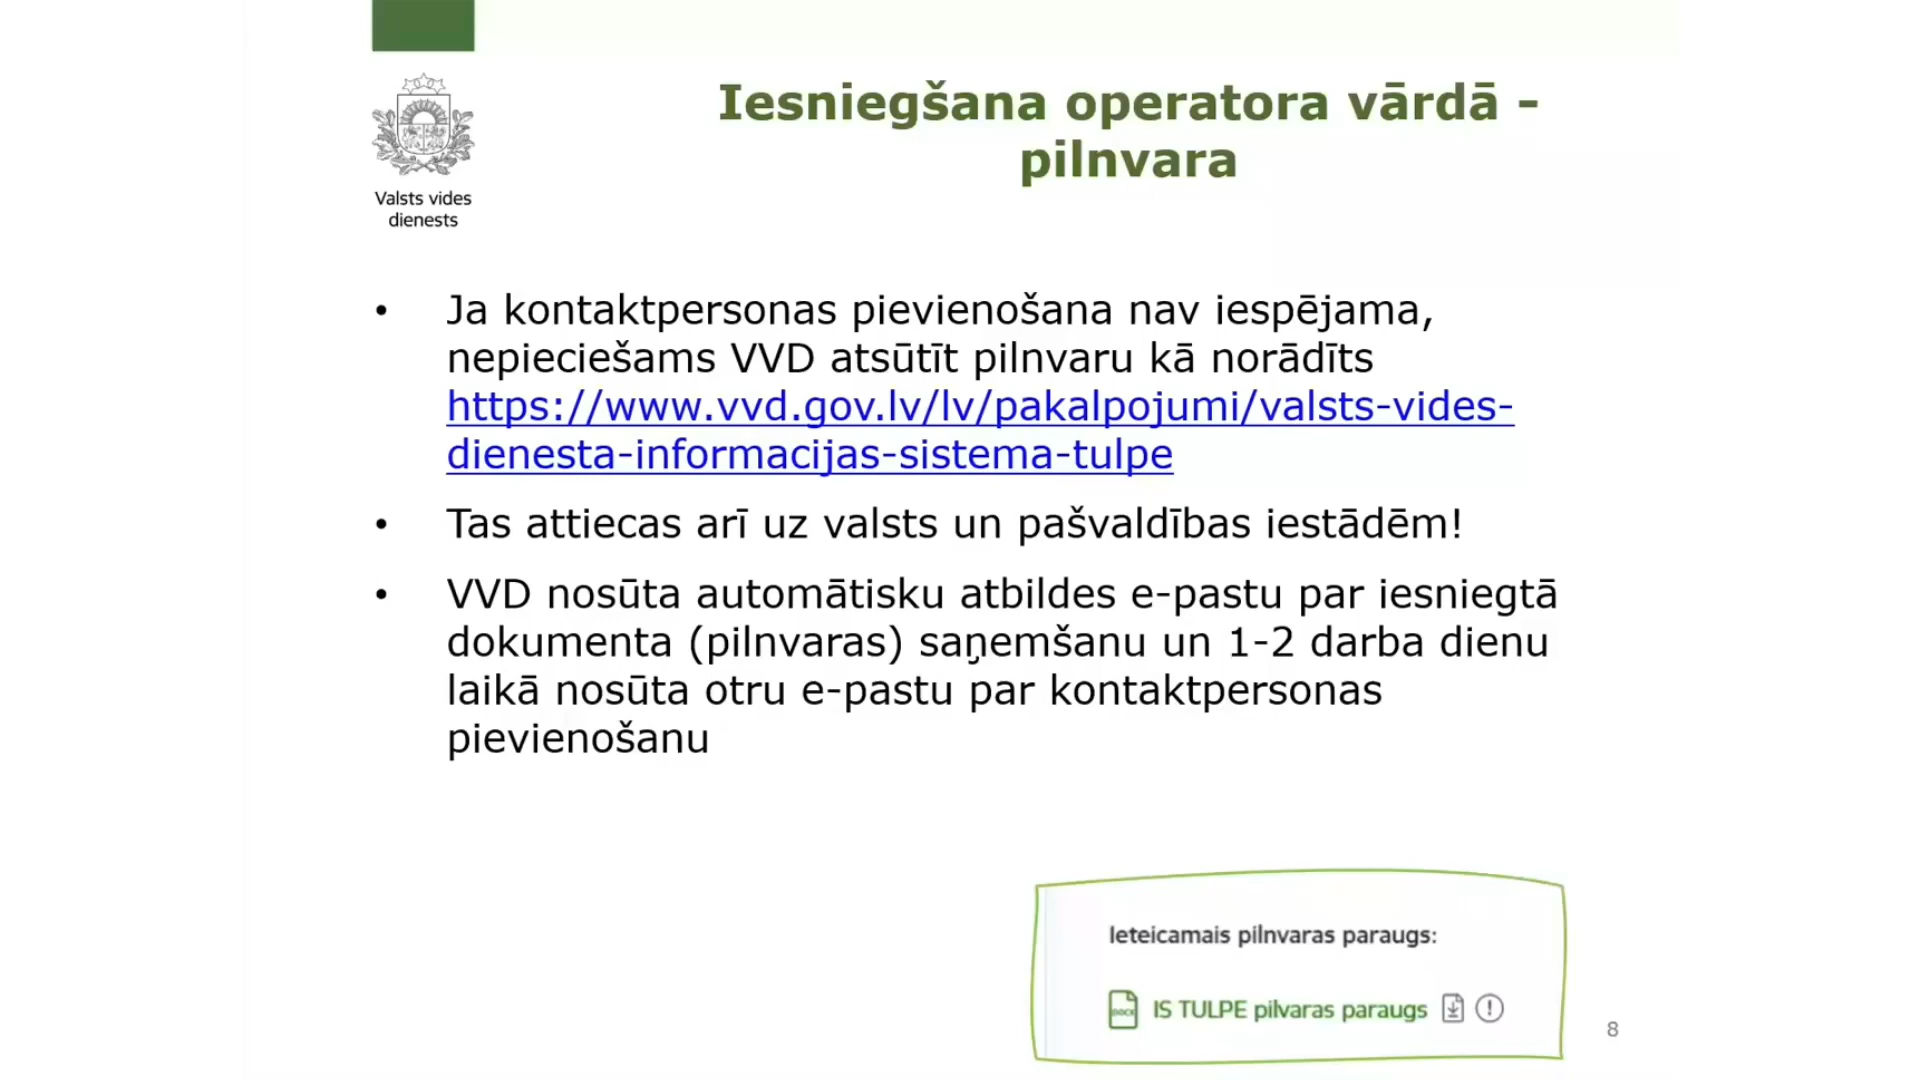 Valsts vides
dienests
Iesniegšana operatora vārdā -
pilnvara
• Ja kontaktpersonas pievienošana nav iespējama,
nepieciešams VVD atsūtīt pilnvaru kā norādīts
https://www.vvd.gov.lv/lv/pakalpojumi/valsts-vides-
dienesta-informacijas-sistema-tulpe
• Tas attiecas arī uz valsts un pašvaldības iestādēm!
• VVD nosūta automātisku atbildes e-pastu par iesniegtā
dokumenta (pilnvaras) saņemšanu un 1-2 darba dienu
laikā nosūta otru e-pastu par kontaktpersonas
pievienošanu
Ieteicamais pilnvaras paraugs:
DOCX IS TULPE pilvaras paraugs
8